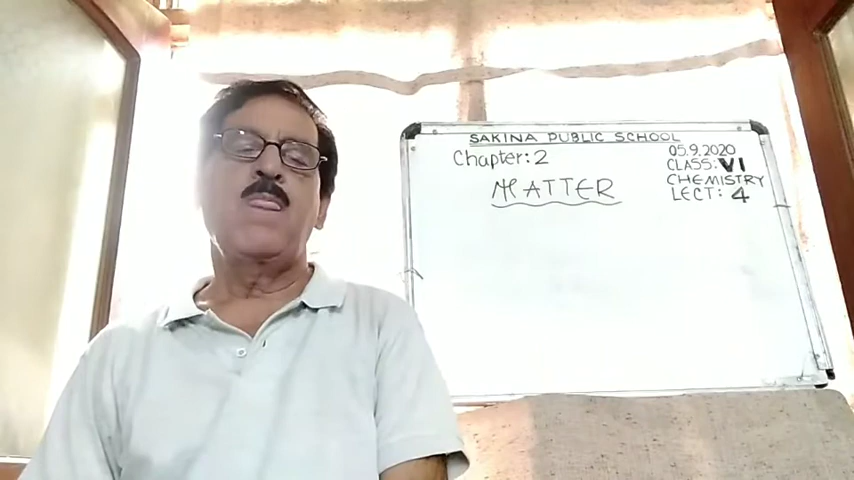 SAKINA PUBLIC SCHOOL
Chapter: 2
05.9.2020
CLASS: VI
MATTER
CHEMISTRY
LECT: 4